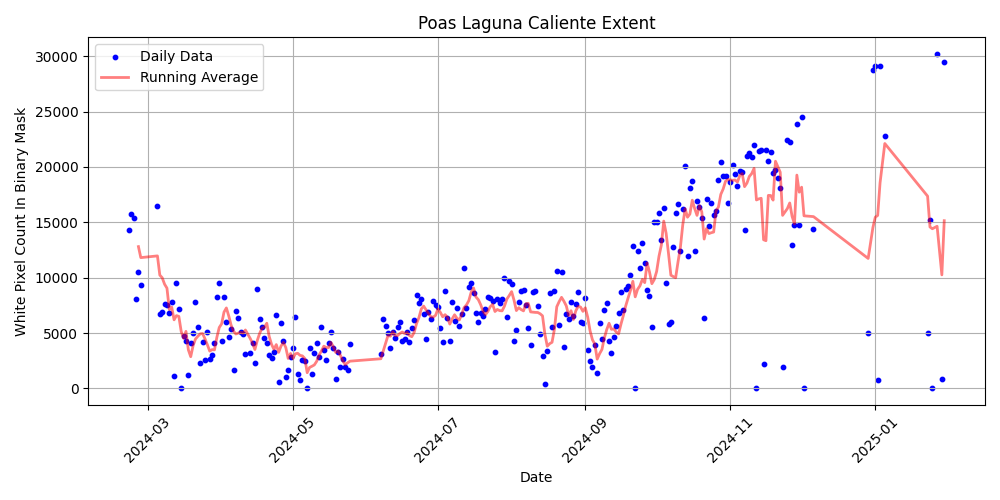 Poas Laguna Caliente Extent
Daily Data
Running Average
White Pixel Count In Binary Mask
30000
25000
20000
15000
10000
5000
0
2024-03
2024-05
2024-07
2024-09
2024-11
2025-01
Date